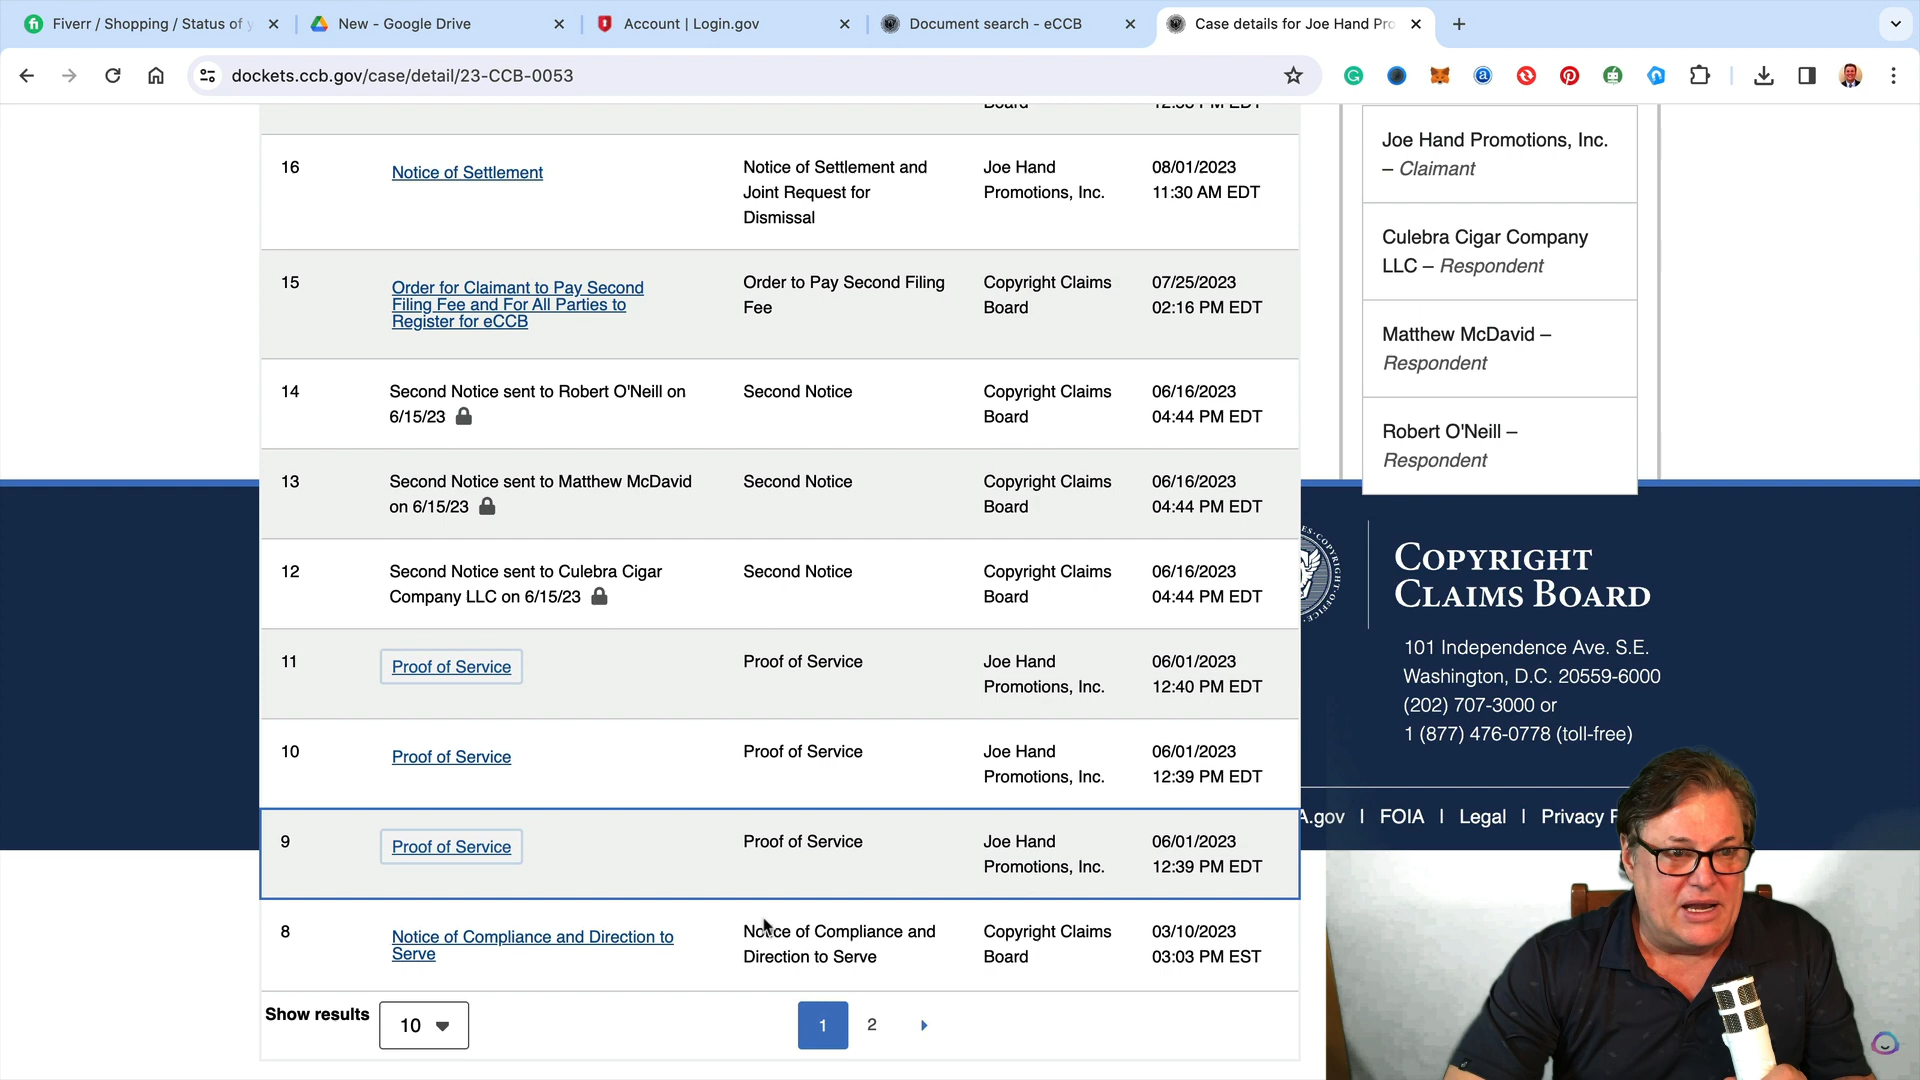 Fiverr / Shopping / Status of y
New - Google Drive
Account | Login.gov
Document search - eCCB
Case details for Joe Hand Pro
dockets.ccb.gov/case/detail/23-CCB-0053
Board
12:38 PM EDT
16
Notice of Settlement
Notice of Settlement and
Joint Request for
Dismissal
Joe Hand
Promotions, Inc.
08/01/2023
11:30 AM EDT
15
Order for Claimant to Pay Second
Filing Fee and For All Parties to
Register for eCCB
Order to Pay Second Filing
Fee
Copyright Claims
Board
07/25/2023
02:16 PM EDT
14
Second Notice sent to Robert O'Neill on
6/15/23
Second Notice
Copyright Claims
Board
06/16/2023
04:44 PM EDT
13
Second Notice sent to Matthew McDavid
on 6/15/23
Second Notice
Copyright Claims
Board
06/16/2023
04:44 PM EDT
12
Second Notice sent to Culebra Cigar
Company LLC on 6/15/23
Second Notice
Copyright Claims
Board
06/16/2023
04:44 PM EDT
11
Proof of Service
Proof of Service
Joe Hand
Promotions, Inc.
06/01/2023
12:40 PM EDT
10
Proof of Service
Proof of Service
Joe Hand
Promotions, Inc.
06/01/2023
12:39 PM EDT
9
Proof of Service
Proof of Service
Joe Hand
Promotions, Inc.
06/01/2023
12:39 PM EDT
8
Notice of Compliance and Direction to
Serve
Notice of Compliance and
Direction to Serve
Copyright Claims
Board
03/10/2023
03:03 PM EST
Show results
10
1
2
Joe Hand Promotions, Inc.
– Claimant
Culebra Cigar Company
LLC – Respondent
Matthew McDavid –
Respondent
Robert O'Neill –
Respondent
COPYRIGHT
CLAIMS BOARD
101 Independence Ave. S.E.
Washington, D.C. 20559-6000
(202) 707-3000 or
1 (877) 476-0778 (toll-free)
A.gov | FOIA | Legal | Privacy P